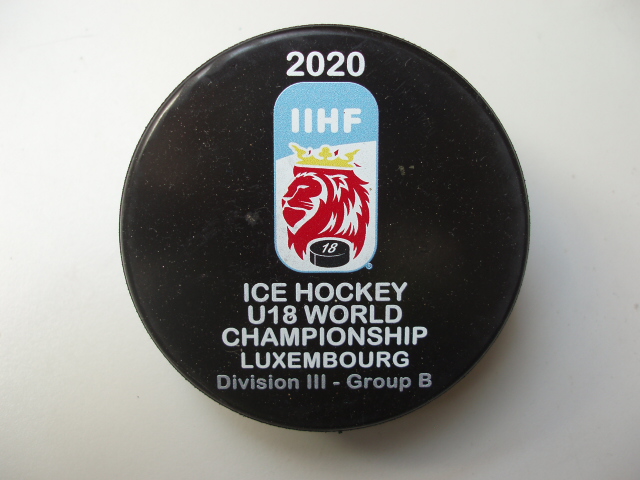 2020
IIHF
18
ICE HOCKEY
U18 WORLD
CHAMPIONSHIP
LUXEMBOURG
Division III - Group B